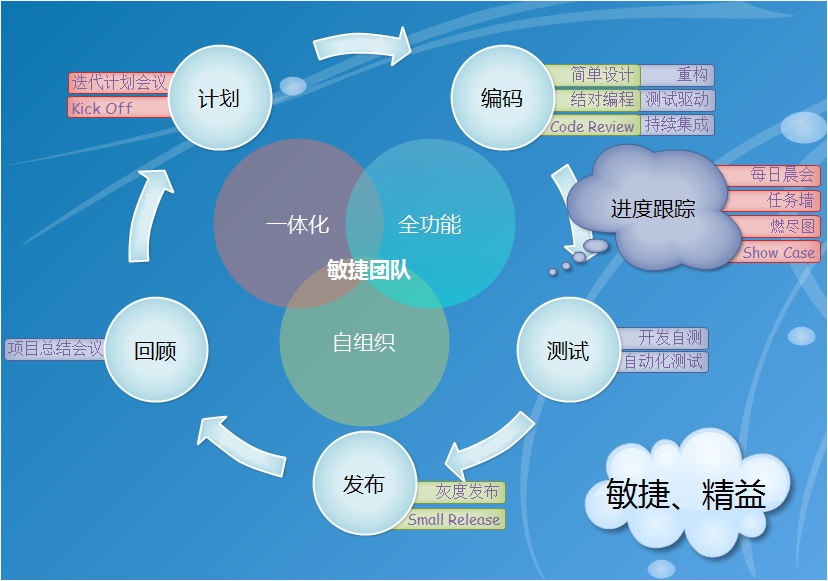 计划
迭代计划会议
Kick Off
编码
简单设计
重构
结对编程
测试驱动
Code Review
持续集成
进度跟踪
每日晨会
任务墙
燃尽图
Show Case
一体化
全功能
敏捷团队
自组织
测试
开发自测
自动化测试
回顾
项目总结会议
发布
灰度发布
Small Release
敏捷、精益